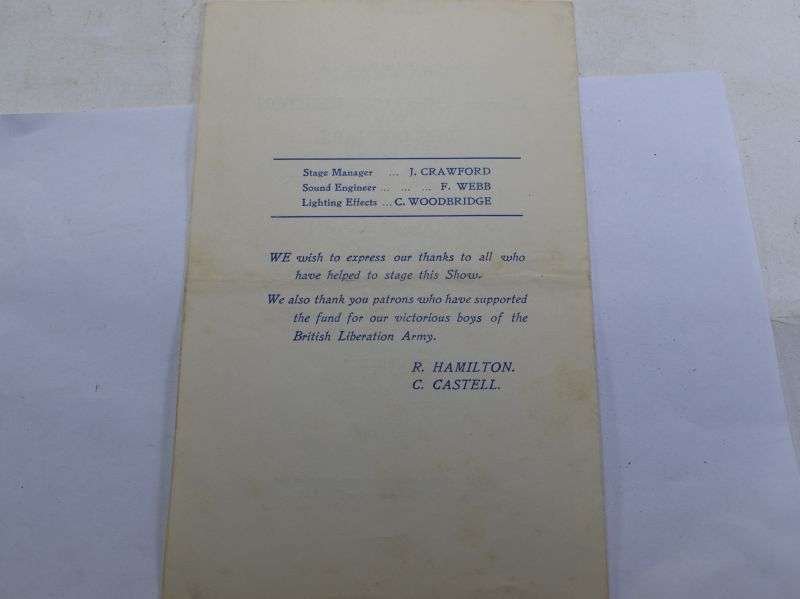 Stage Manager ... J. CRAWFORD
Sound Engineer ... ... ... F. WEBB
Lighting Effects ... C. WOODBRIDGE
WE wish to express our thanks to all who
have helped to stage this Show.
We also thank you patrons who have supported
the fund for our victorious boys of the
British Liberation Army.
R. HAMILTON.
C. CASTELL.